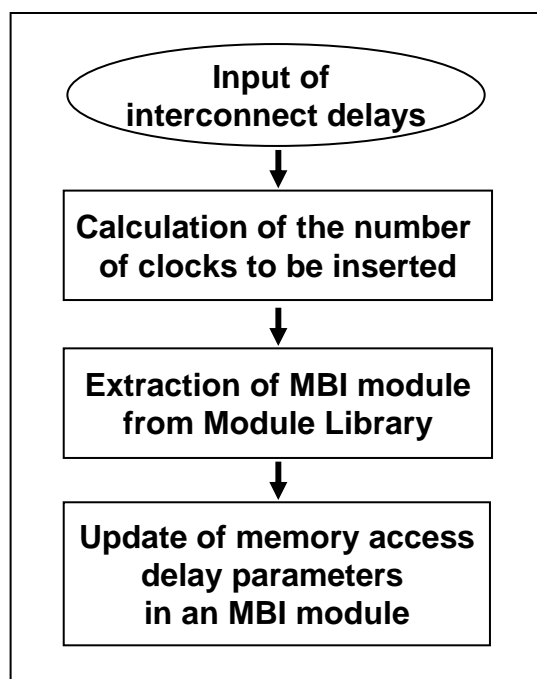 Input of
interconnect delays
Calculation of the number
of clocks to be inserted
Extraction of MBI module
from Module Library
Update of memory access
delay parameters
in an MBI module